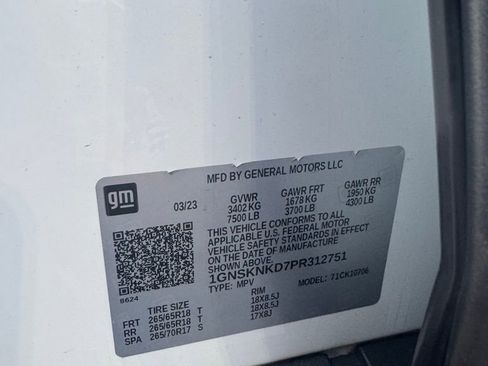 gm
MFD BY GENERAL MOTORS LLC
03/23 GVWR GAWR FRT GAWR RR
3402 KG 1678 KG 1950 KG
7500 LB 3700 LB 4300 LB
THIS VEHICLE CONFORMS TO ALL
APPLICABLE U.S. FEDERAL MOTOR
VEHICLE SAFETY STANDARDS IN EFFECT
ON THE DATE OF MANUFACTURE
SHOWN ABOVE.
1GNSKNKD7PR312751
TYPE: MPV MODEL: 71CK10706
B624
TIRE SIZE RIM
FRT 265/65R18 T 18X8.5J
RR 265/65R18 T 18X8.5J
SPA 265/70R17 S 17X8J